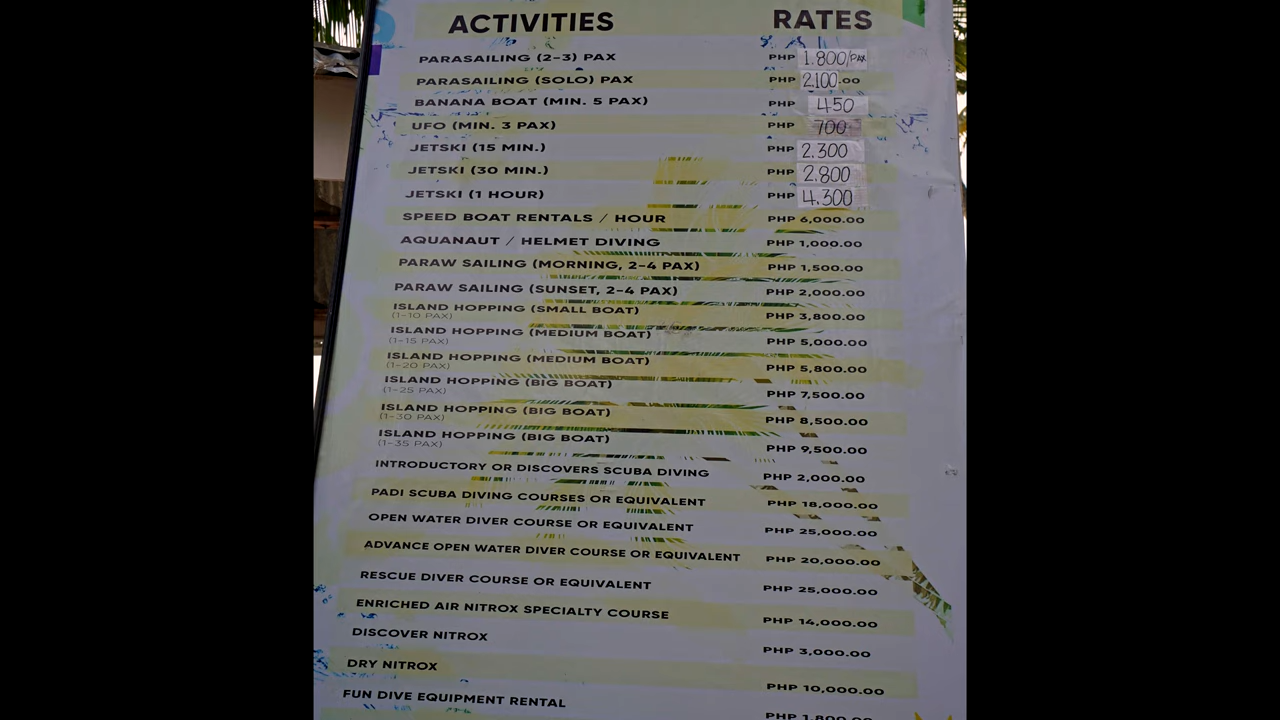 ACTIVITIES RATES
PARASAILING (2-3) PAX PHP 1.800/PAX
PARASAILING (SOLO) PAX PHP 2.100.00
BANANA BOAT (MIN. 5 PAX) PHP 450
UFO (MIN. 3 PAX) PHP 700
JETSKI (15 MIN.) PHP 2.300
JETSKI (30 MIN.) PHP 2.800
JETSKI (1 HOUR) PHP 4.300
SPEED BOAT RENTALS / HOUR PHP 6,000.00
AQUANAUT / HELMET DIVING PHP 1,000.00
PARAW SAILING (MORNING, 2-4 PAX) PHP 1,500.00
PARAW SAILING (SUNSET, 2-4 PAX) PHP 2,000.00
ISLAND HOPPING (SMALL BOAT) PHP 3,800.00
(1-10 PAX)
ISLAND HOPPING (MEDIUM BOAT) PHP 5,000.00
(1-15 PAX)
ISLAND HOPPING (MEDIUM BOAT) PHP 5,800.00
(1-20 PAX)
ISLAND HOPPING (BIG BOAT) PHP 7,500.00
(1-25 PAX)
ISLAND HOPPING (BIG BOAT) PHP 8,500.00
(1-30 PAX)
ISLAND HOPPING (BIG BOAT) PHP 9,500.00
(1-35 PAX)
INTRODUCTORY OR DISCOVERS SCUBA DIVING PHP 2,000.00
PADI SCUBA DIVING COURSES OR EQUIVALENT PHP 18,000.00
OPEN WATER DIVER COURSE OR EQUIVALENT PHP 25,000.00
ADVANCE OPEN WATER DIVER COURSE OR EQUIVALENT PHP 20,000.00
RESCUE DIVER COURSE OR EQUIVALENT PHP 25,000.00
ENRICHED AIR NITROX SPECIALTY COURSE PHP 14,000.00
DISCOVER NITROX PHP 3,000.00
DRY NITROX PHP 10,000.00
FUN DIVE EQUIPMENT RENTAL PHP 1,800.00